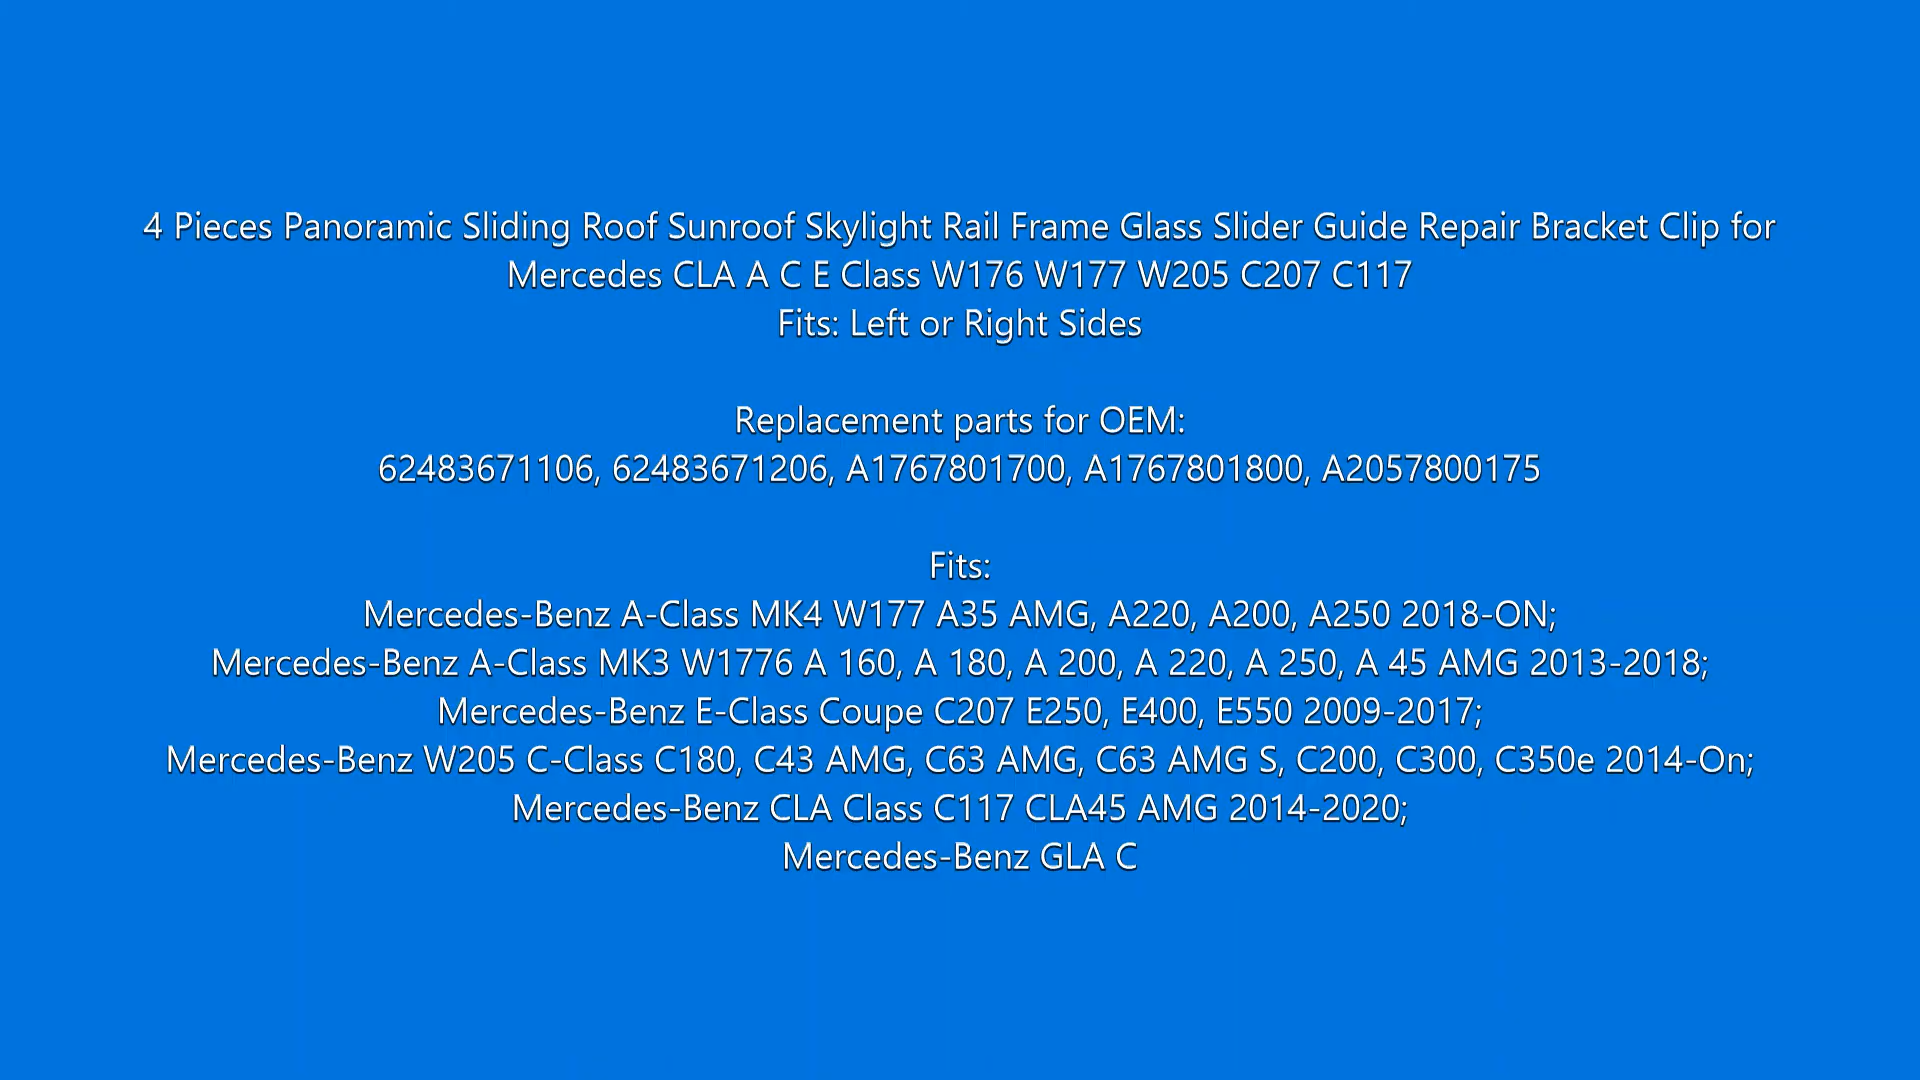 4 Pieces Panoramic Sliding Roof Sunroof Skylight Rail Frame Glass Slider Guide Repair Bracket Clip for
Mercedes CLA A C E Class W176 W177 W205 C207 C117
Fits: Left or Right Sides
Replacement parts for OEM:
62483671106, 62483671206, A1767801700, A1767801800, A2057800175
Fits:
Mercedes-Benz A-Class MK4 W177 A35 AMG, A220, A200, A250 2018-ON;
Mercedes-Benz A-Class MK3 W1776 A 160, A 180, A 200, A 220, A 250, A 45 AMG 2013-2018;
Mercedes-Benz E-Class Coupe C207 E250, E400, E550 2009-2017;
Mercedes-Benz W205 C-Class C180, C43 AMG, C63 AMG, C63 AMG S, C200, C300, C350e 2014-On;
Mercedes-Benz CLA Class C117 CLA45 AMG 2014-2020;
Mercedes-Benz GLA C